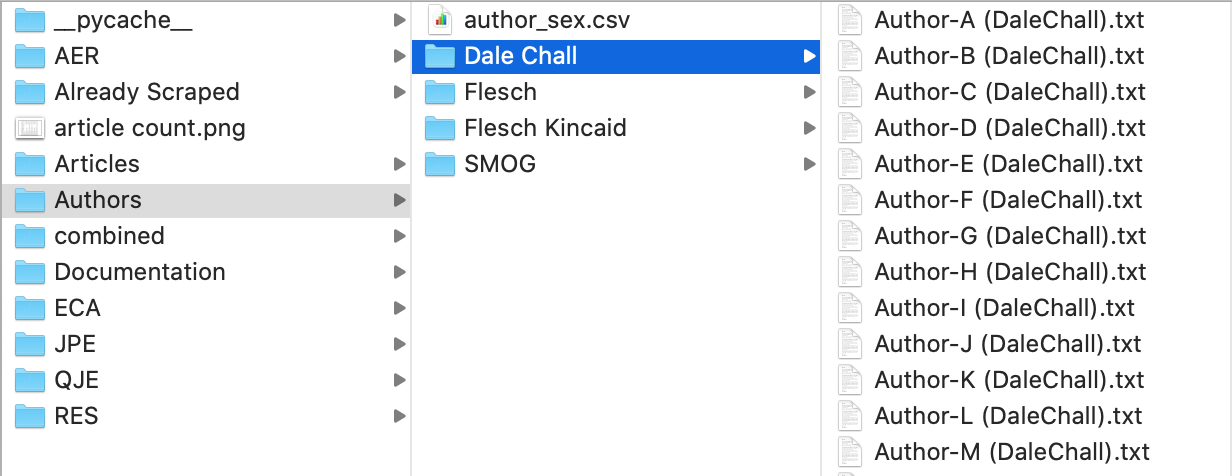 __pycache__
AER
Already Scraped
article count.png
Articles
Authors
combined
Documentation
ECA
JPE
QJE
RES
author_sex.csv
Dale Chall
Flesch
Flesch Kincaid
SMOG
Author-A (DaleChall).txt
Author-B (DaleChall).txt
Author-C (DaleChall).txt
Author-D (DaleChall).txt
Author-E (DaleChall).txt
Author-F (DaleChall).txt
Author-G (DaleChall).txt
Author-H (DaleChall).txt
Author-I (DaleChall).txt
Author-J (DaleChall).txt
Author-K (DaleChall).txt
Author-L (DaleChall).txt
Author-M (DaleChall).txt